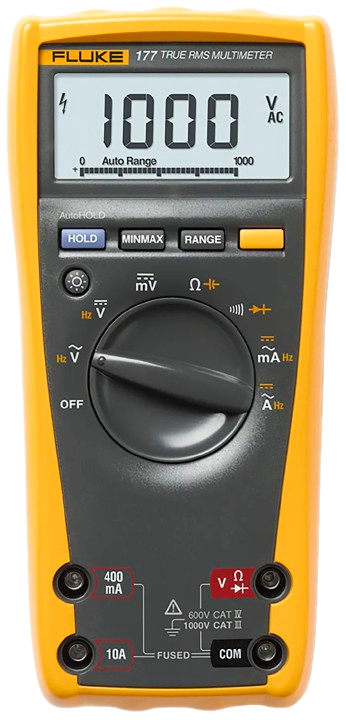 FLUKE 177 TRUE RMS MULTIMETER
1000 V AC
0 Auto Range 1000
AutoHOLD
HOLD MINMAX RANGE
mV Ω
Hz V
Hz V mA Hz
OFF A Hz
400 mA V Ω
600V CAT IV
1000V CAT III
10A FUSED COM